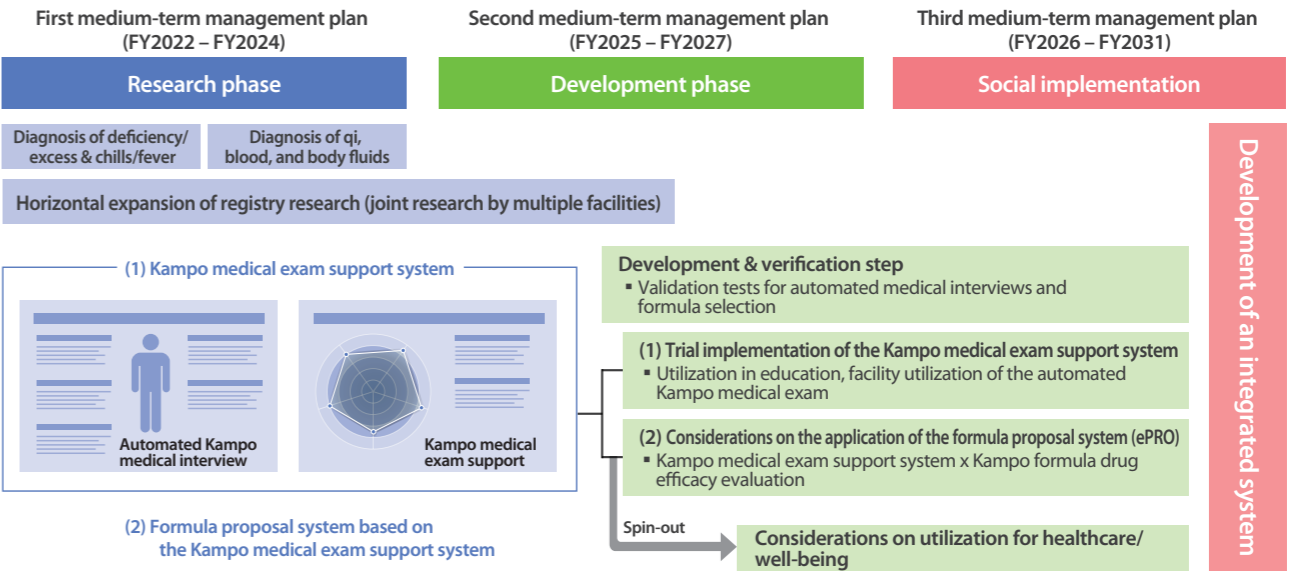 First medium-term management plan
(FY2022 – FY2024)
Second medium-term management plan
(FY2025 – FY2027)
Third medium-term management plan
(FY2026 – FY2031)
Research phase
Development phase
Social implementation
Diagnosis of deficiency/
excess & chills/fever
Diagnosis of qi,
blood, and body fluids
Horizontal expansion of registry research (joint research by multiple facilities)
(1) Kampo medical exam support system
Automated Kampo
medical interview
Kampo medical
exam support
(2) Formula proposal system based on
the Kampo medical exam support system
Development & verification step
▪ Validation tests for automated medical interviews and
formula selection
(1) Trial implementation of the Kampo medical exam support system
▪ Utilization in education, facility utilization of the automated
Kampo medical exam
(2) Considerations on the application of the formula proposal system (ePRO)
▪ Kampo medical exam support system x Kampo formula drug
efficacy evaluation
Spin-out
Considerations on utilization for healthcare/
well-being
Development of an integrated system